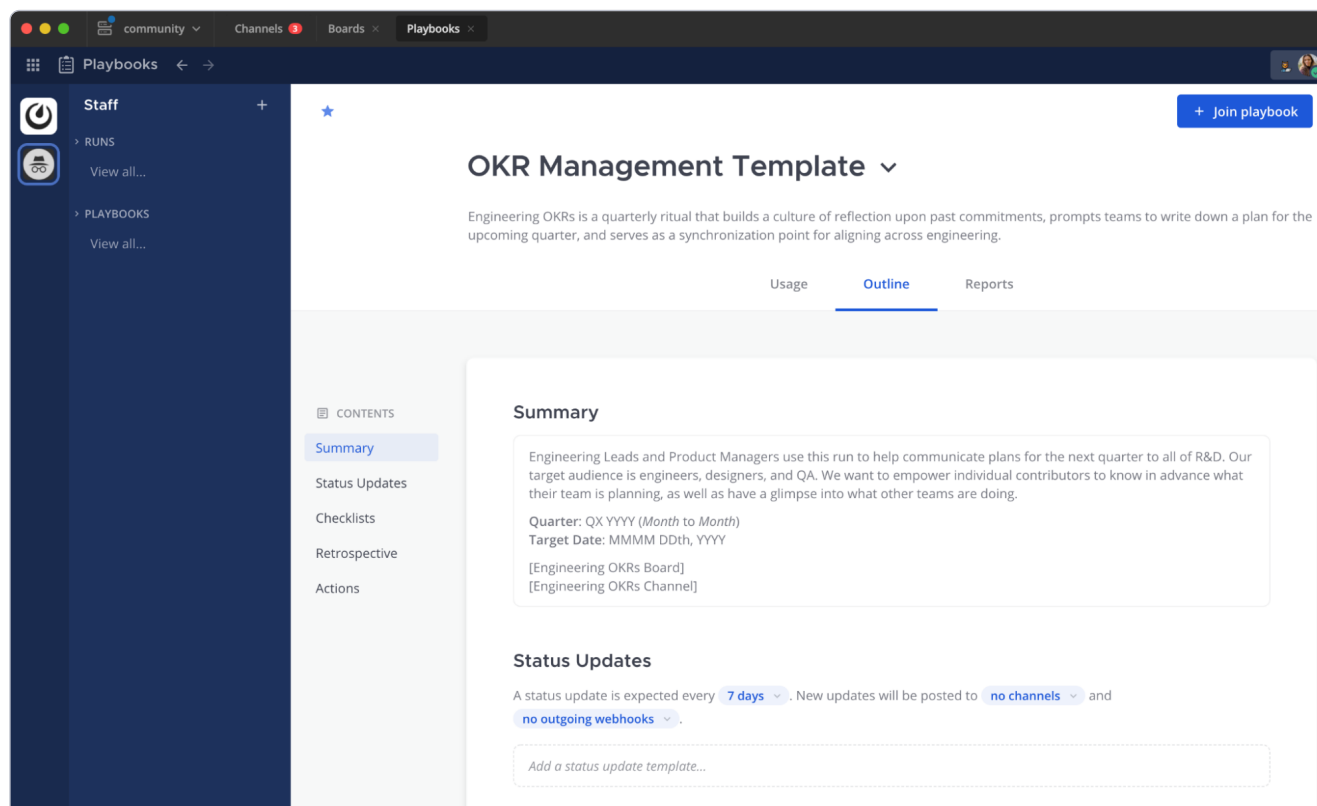 community
Channels 3
Boards
Playbooks
Playbooks
Staff
RUNS
View all...
PLAYBOOKS
View all...
+ Join playbook
OKR Management Template
Engineering OKRs is a quarterly ritual that builds a culture of reflection upon past commitments, prompts teams to write down a plan for the
upcoming quarter, and serves as a synchronization point for aligning across engineering.
Usage
Outline
Reports
CONTENTS
Summary
Status Updates
Checklists
Retrospective
Actions
Summary
Engineering Leads and Product Managers use this run to help communicate plans for the next quarter to all of R&D. Our
target audience is engineers, designers, and QA. We want to empower individual contributors to know in advance what
their team is planning, as well as have a glimpse into what other teams are doing.
Quarter: QX YYYY (Month to Month)
Target Date: MMMM DDth, YYYY
[Engineering OKRs Board]
[Engineering OKRs Channel]
Status Updates
A status update is expected every 7 days . New updates will be posted to no channels and
no outgoing webhooks .
Add a status update template...